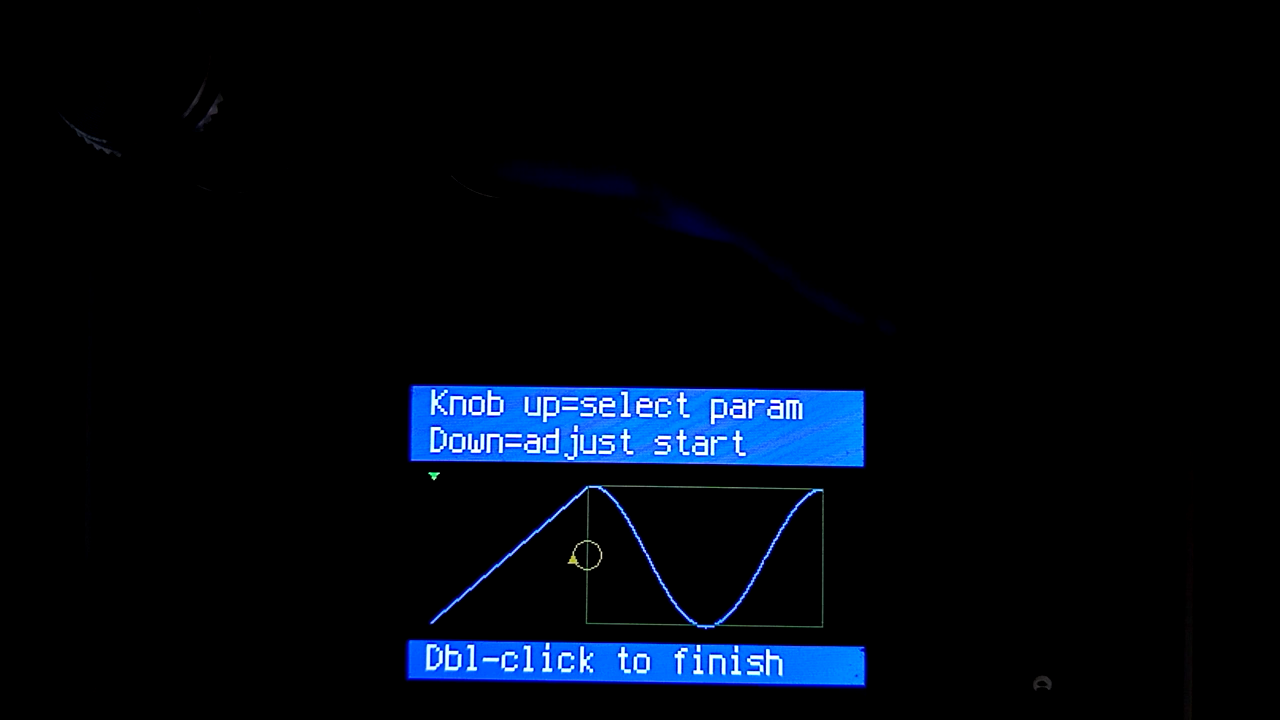 Knob up=select param
Down=adjust start
Dbl-click to finish